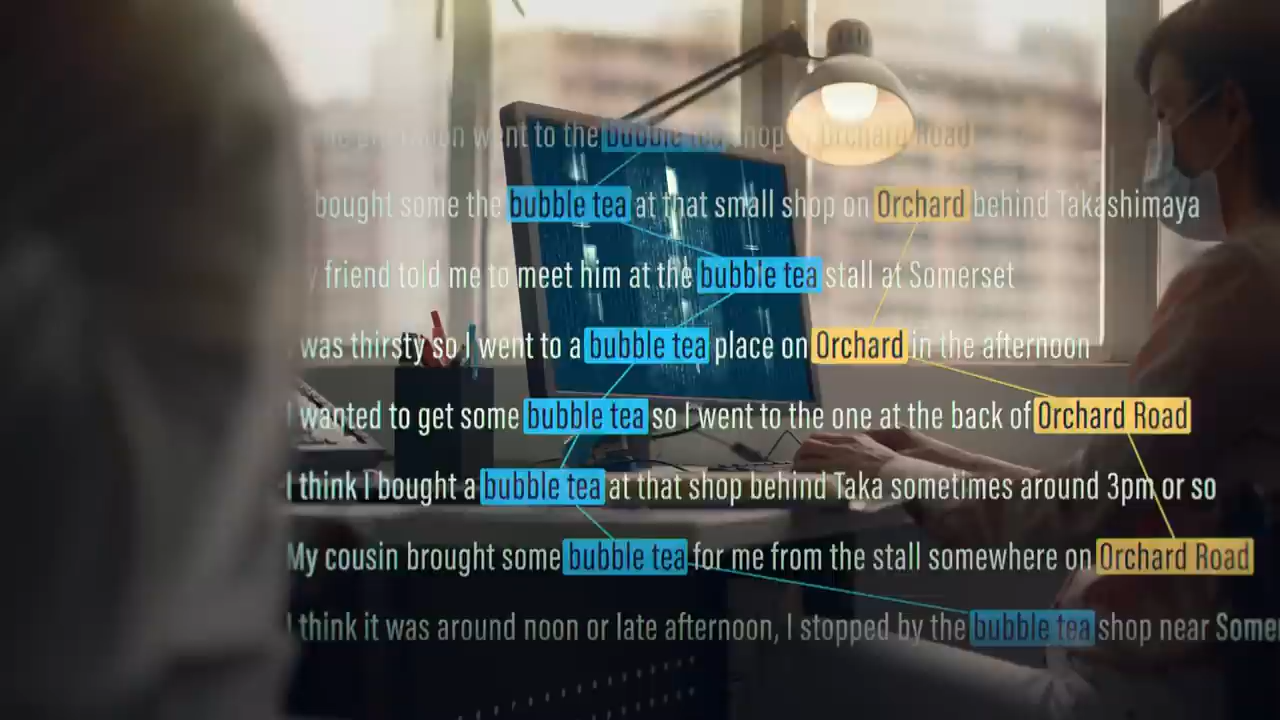 went to the bubble tea shop Orchard Road
bought some the bubble tea at that small shop on Orchard behind Takashimaya
friend told me to meet him at the bubble tea stall at Somerset
was thirsty so I went to a bubble tea place on Orchard in the afternoon
I wanted to get some bubble tea so I went to the one at the back of Orchard Road
I think I bought a bubble tea at that shop behind Taka sometimes around 3pm or so
My cousin brought some bubble tea for me from the stall somewhere on Orchard Road
I think it was around noon or late afternoon, I stopped by the bubble tea shop near